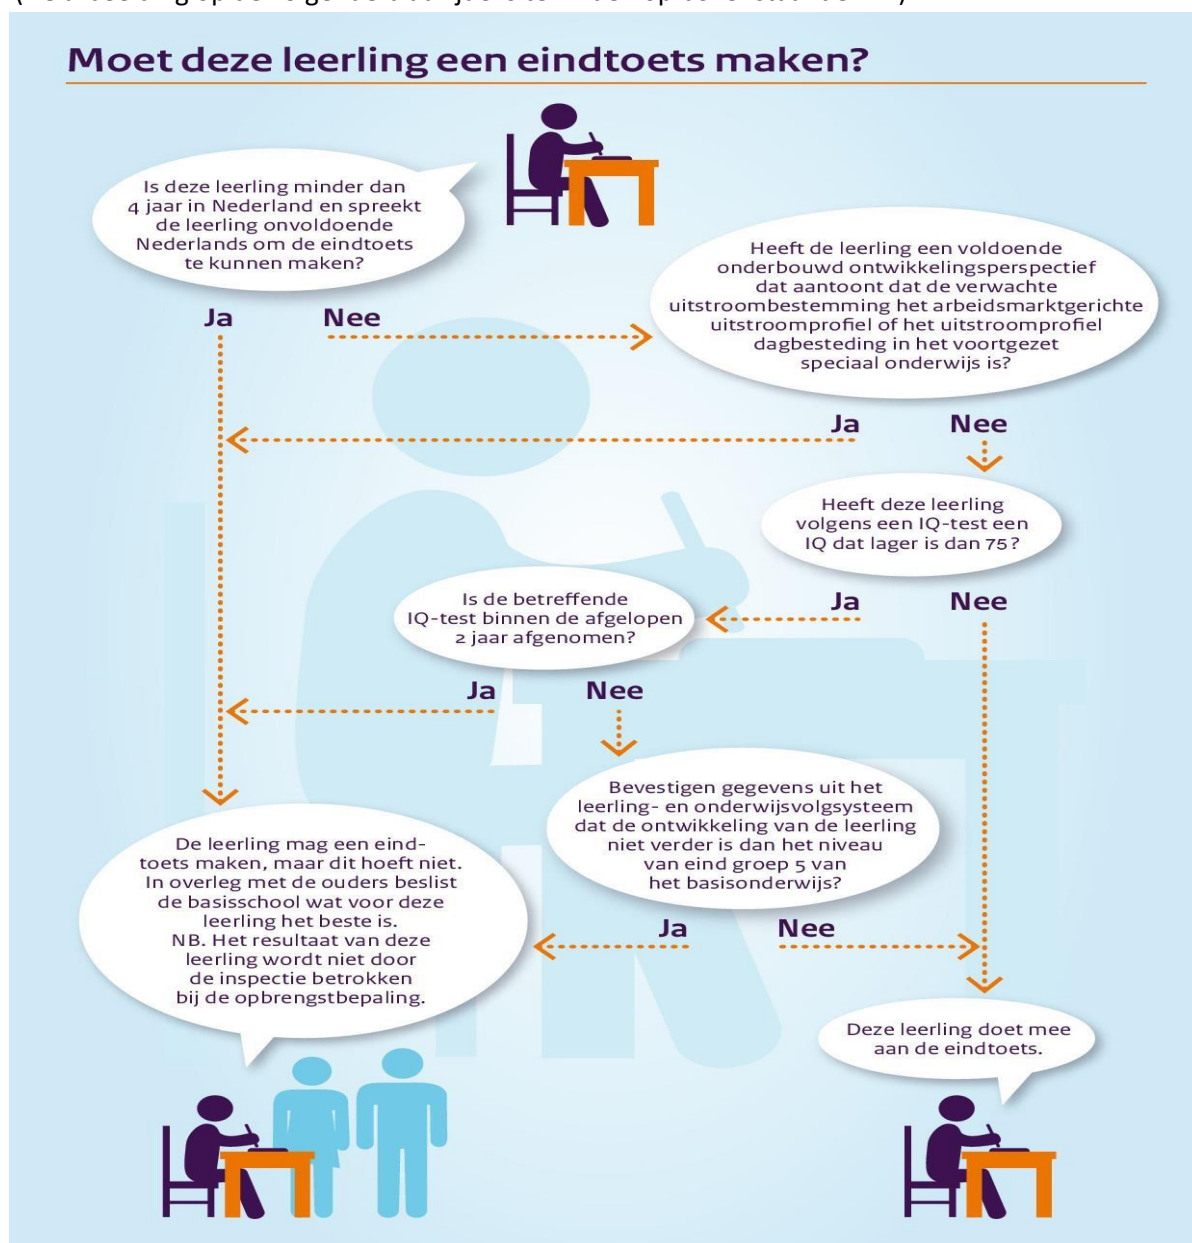 Moet deze leerling een eindtoets maken?
Is deze leerling minder dan
4 jaar in Nederland en spreekt
de leerling onvoldoende
Nederlands om de eindtoets
te kunnen maken?
Ja
Nee
Heeft de leerling een voldoende
onderbouwd ontwikkelingsperspectief
dat aantoont dat de verwachte
uitstroombestemming het arbeidsmarktgerichte
uitstroomprofiel of het uitstroomprofiel
dagbesteding in het voortgezet
speciaal onderwijs is?
Ja
Nee
Heeft deze leerling
volgens een IQ-test een
IQ dat lager is dan 75?
Ja
Nee
Is de betreffende
IQ-test binnen de afgelopen
2 jaar afgenomen?
Ja
Nee
Bevestigen gegevens uit het
leerling- en onderwijsvolgsysteem
dat de ontwikkeling van de leerling
niet verder is dan het niveau
van eind groep 5 van
het basisonderwijs?
Ja
Nee
De leerling mag een eind-
toets maken, maar dit hoeft niet.
In overleg met de ouders beslist
de basisschool wat voor deze
leerling het beste is.
NB. Het resultaat van deze
leerling wordt niet door
de inspectie betrokken
bij de opbrengstbepaling.
Deze leerling doet mee
aan de eindtoets.